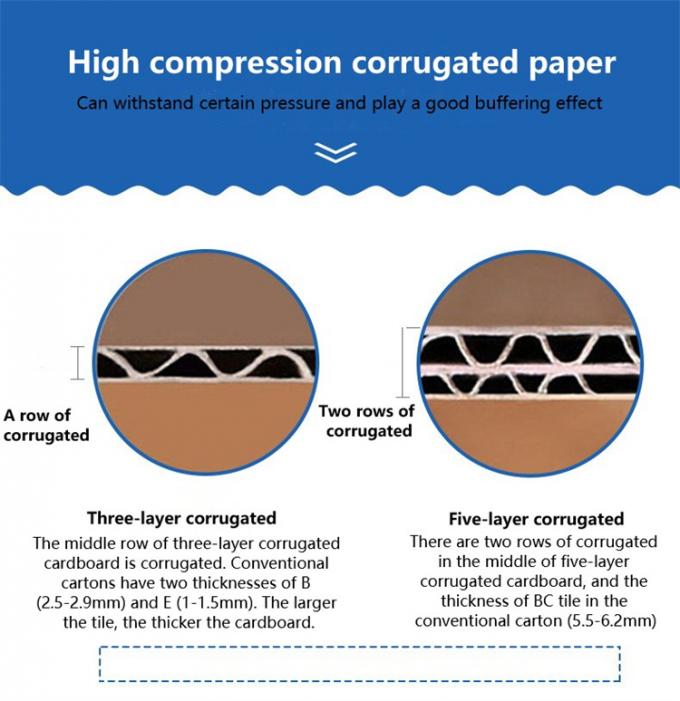 High compression corrugated paper
Can withstand certain pressure and play a good buffering effect
A row of
corrugated
Two rows of
corrugated
Three-layer corrugated
The middle row of three-layer corrugated
cardboard is corrugated. Conventional
cartons have two thicknesses of B
(2.5-2.9mm) and E (1-1.5mm). The larger
the tile, the thicker the cardboard.
Five-layer corrugated
There are two rows of corrugated
in the middle of five-layer
corrugated cardboard, and the
thickness of BC tile in the
conventional carton (5.5-6.2mm)